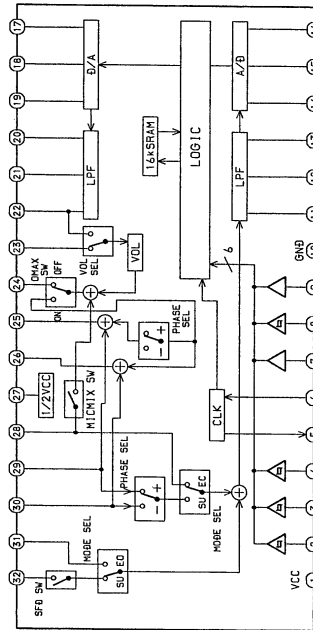 32 31 30 29 28 27 26 25 24 23 22 21 20 19 18 17
SFD SW
MODE SEL
SU EO
PHASE SEL
- +
SU EC
MODE SEL
1/2VCC
MICMIX SW
ON
DMAX SW
OFF
- +
PHASE SEL
VOL SEL
VOL
LPF
D/A
16kSRAM
LOGIC
CLK
6
LPF
A/D
VCC
GND